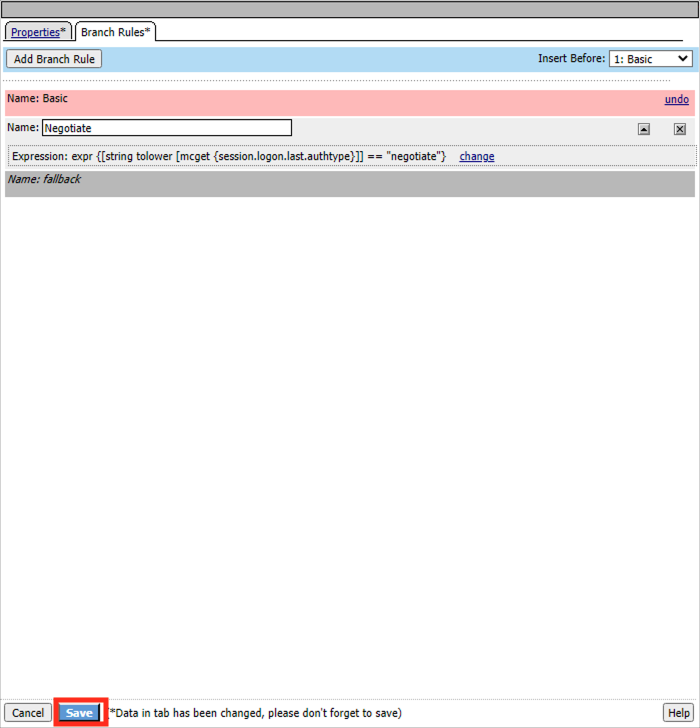 Properties* Branch Rules*
Add Branch Rule Insert Before: 1: Basic
Name: Basic undo
Name: Negotiate
Expression: expr {[string tolower [mcget {session.logon.last.authtype}]] == "negotiate"} change
Name: fallback
Cancel Save (*Data in tab has been changed, please don't forget to save) Help